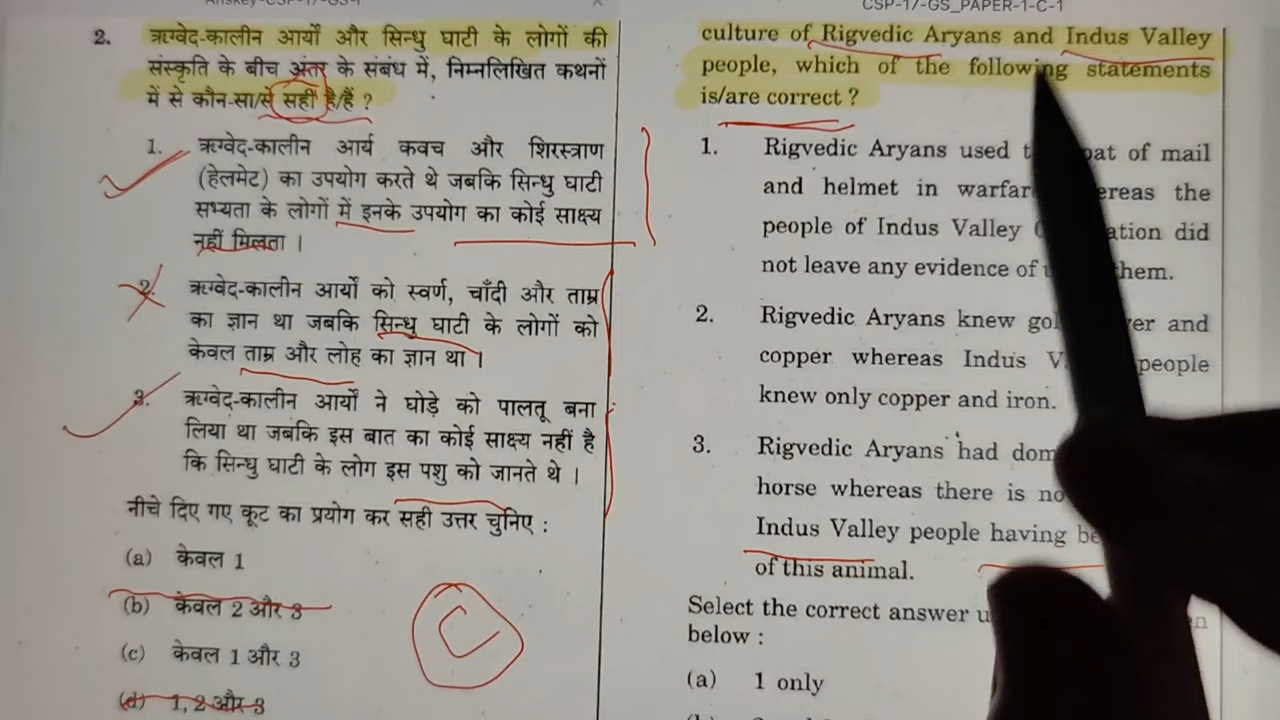 CSP-17-GS_PAPER-1-C-1
2. ऋग्वेद-कालीन आर्यों और सिन्धु घाटी के लोगों की
संस्कृति के बीच अंतर के संबंध में, निम्नलिखित कथनों
में से कौन-सा/से सही है/हैं ?
1. ऋग्वेद-कालीन आर्य कवच और शिरस्त्राण
(हेलमेट) का उपयोग करते थे जबकि सिन्धु घाटी
सभ्यता के लोगों में इनके उपयोग का कोई साक्ष्य
नहीं मिलता ।
2. ऋग्वेद-कालीन आर्यों को स्वर्ण, चाँदी और ताम्र
का ज्ञान था जबकि सिन्धु घाटी के लोगों को
केवल ताम्र और लोह का ज्ञान था ।
3. ऋग्वेद-कालीन आर्यों ने घोड़े को पालतू बना
लिया था जबकि इस बात का कोई साक्ष्य नहीं है
कि सिन्धु घाटी के लोग इस पशु को जानते थे ।
नीचे दिए गए कूट का प्रयोग कर सही उत्तर चुनिए :
(a) केवल 1
(b) केवल 2 और 3
(c) केवल 1 और 3
(d) 1, 2 और 3
C
culture of Rigvedic Aryans and Indus Valley
people, which of the following statements
is/are correct ?
1. Rigvedic Aryans used of mail
and helmet in the
people of Indus Valley did
not leave any evidence of them.
2. Rigvedic Aryans knew and
copper whereas Indus people
knew only copper and iron.
3. Rigvedic Aryans had
horse whereas there is
Indus Valley people having
of this animal.
Select the correct answer
below :
(a) 1 only